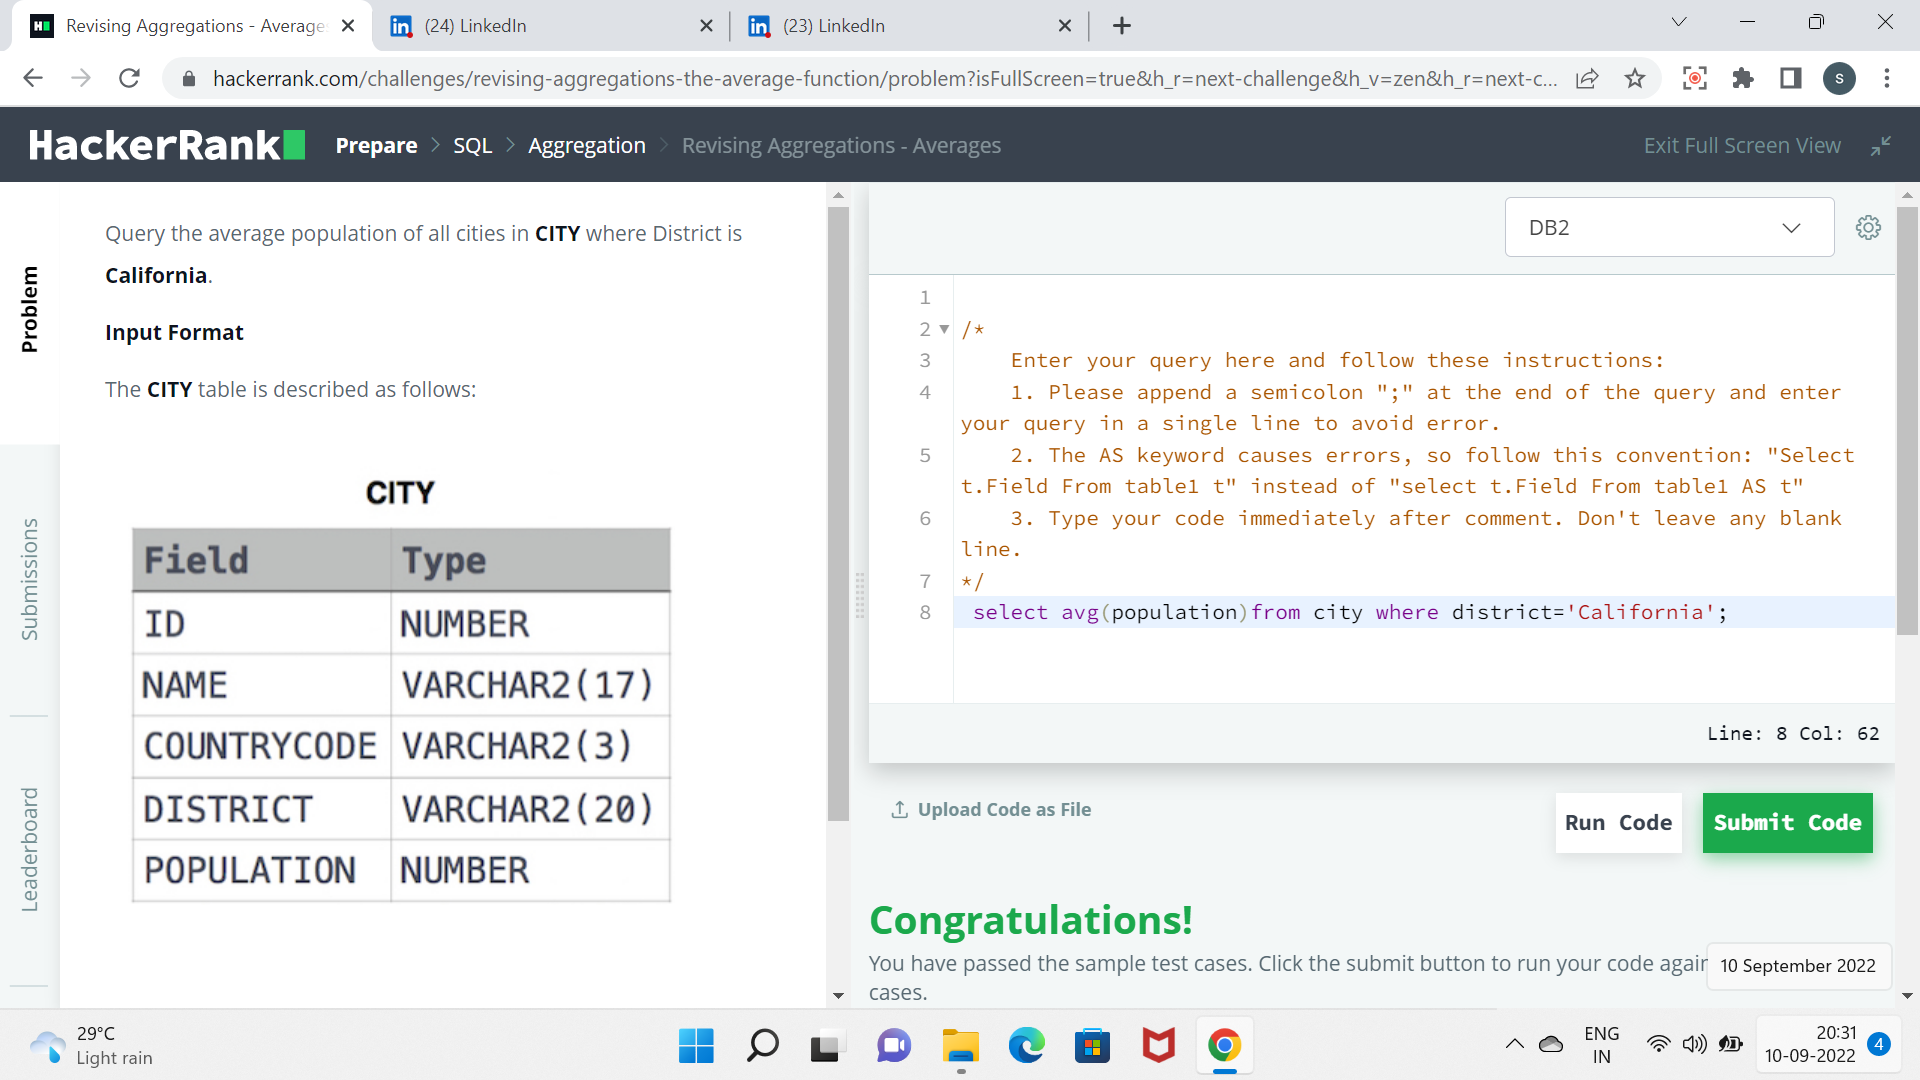 Revising Aggregations - Average
(24) LinkedIn
(23) LinkedIn
hackerrank.com/challenges/revising-aggregations-the-average-function/problem?isFullScreen=true&h_r=next-challenge&h_v=zen&h_r=next-c...
S
HackerRank
Prepare > SQL > Aggregation > Revising Aggregations - Averages
Exit Full Screen View
Problem
Submissions
Leaderboard
Query the average population of all cities in CITY where District is
California.
Input Format
The CITY table is described as follows:
CITY
Field Type
ID NUMBER
NAME VARCHAR2(17)
COUNTRYCODE VARCHAR2(3)
DISTRICT VARCHAR2(20)
POPULATION NUMBER
DB2
1
2 /*
3 Enter your query here and follow these instructions:
4 1. Please append a semicolon ";" at the end of the query and enter
your query in a single line to avoid error.
5 2. The AS keyword causes errors, so follow this convention: "Select
t.Field From table1 t" instead of "select t.Field From table1 AS t"
6 3. Type your code immediately after comment. Don't leave any blank
line.
7 */
8 select avg(population)from city where district='California';
Line: 8 Col: 62
Upload Code as File
Run Code
Submit Code
Congratulations!
You have passed the sample test cases. Click the submit button to run your code agair
cases.
10 September 2022
29°C
Light rain
ENG
IN
20:31
10-09-2022
4